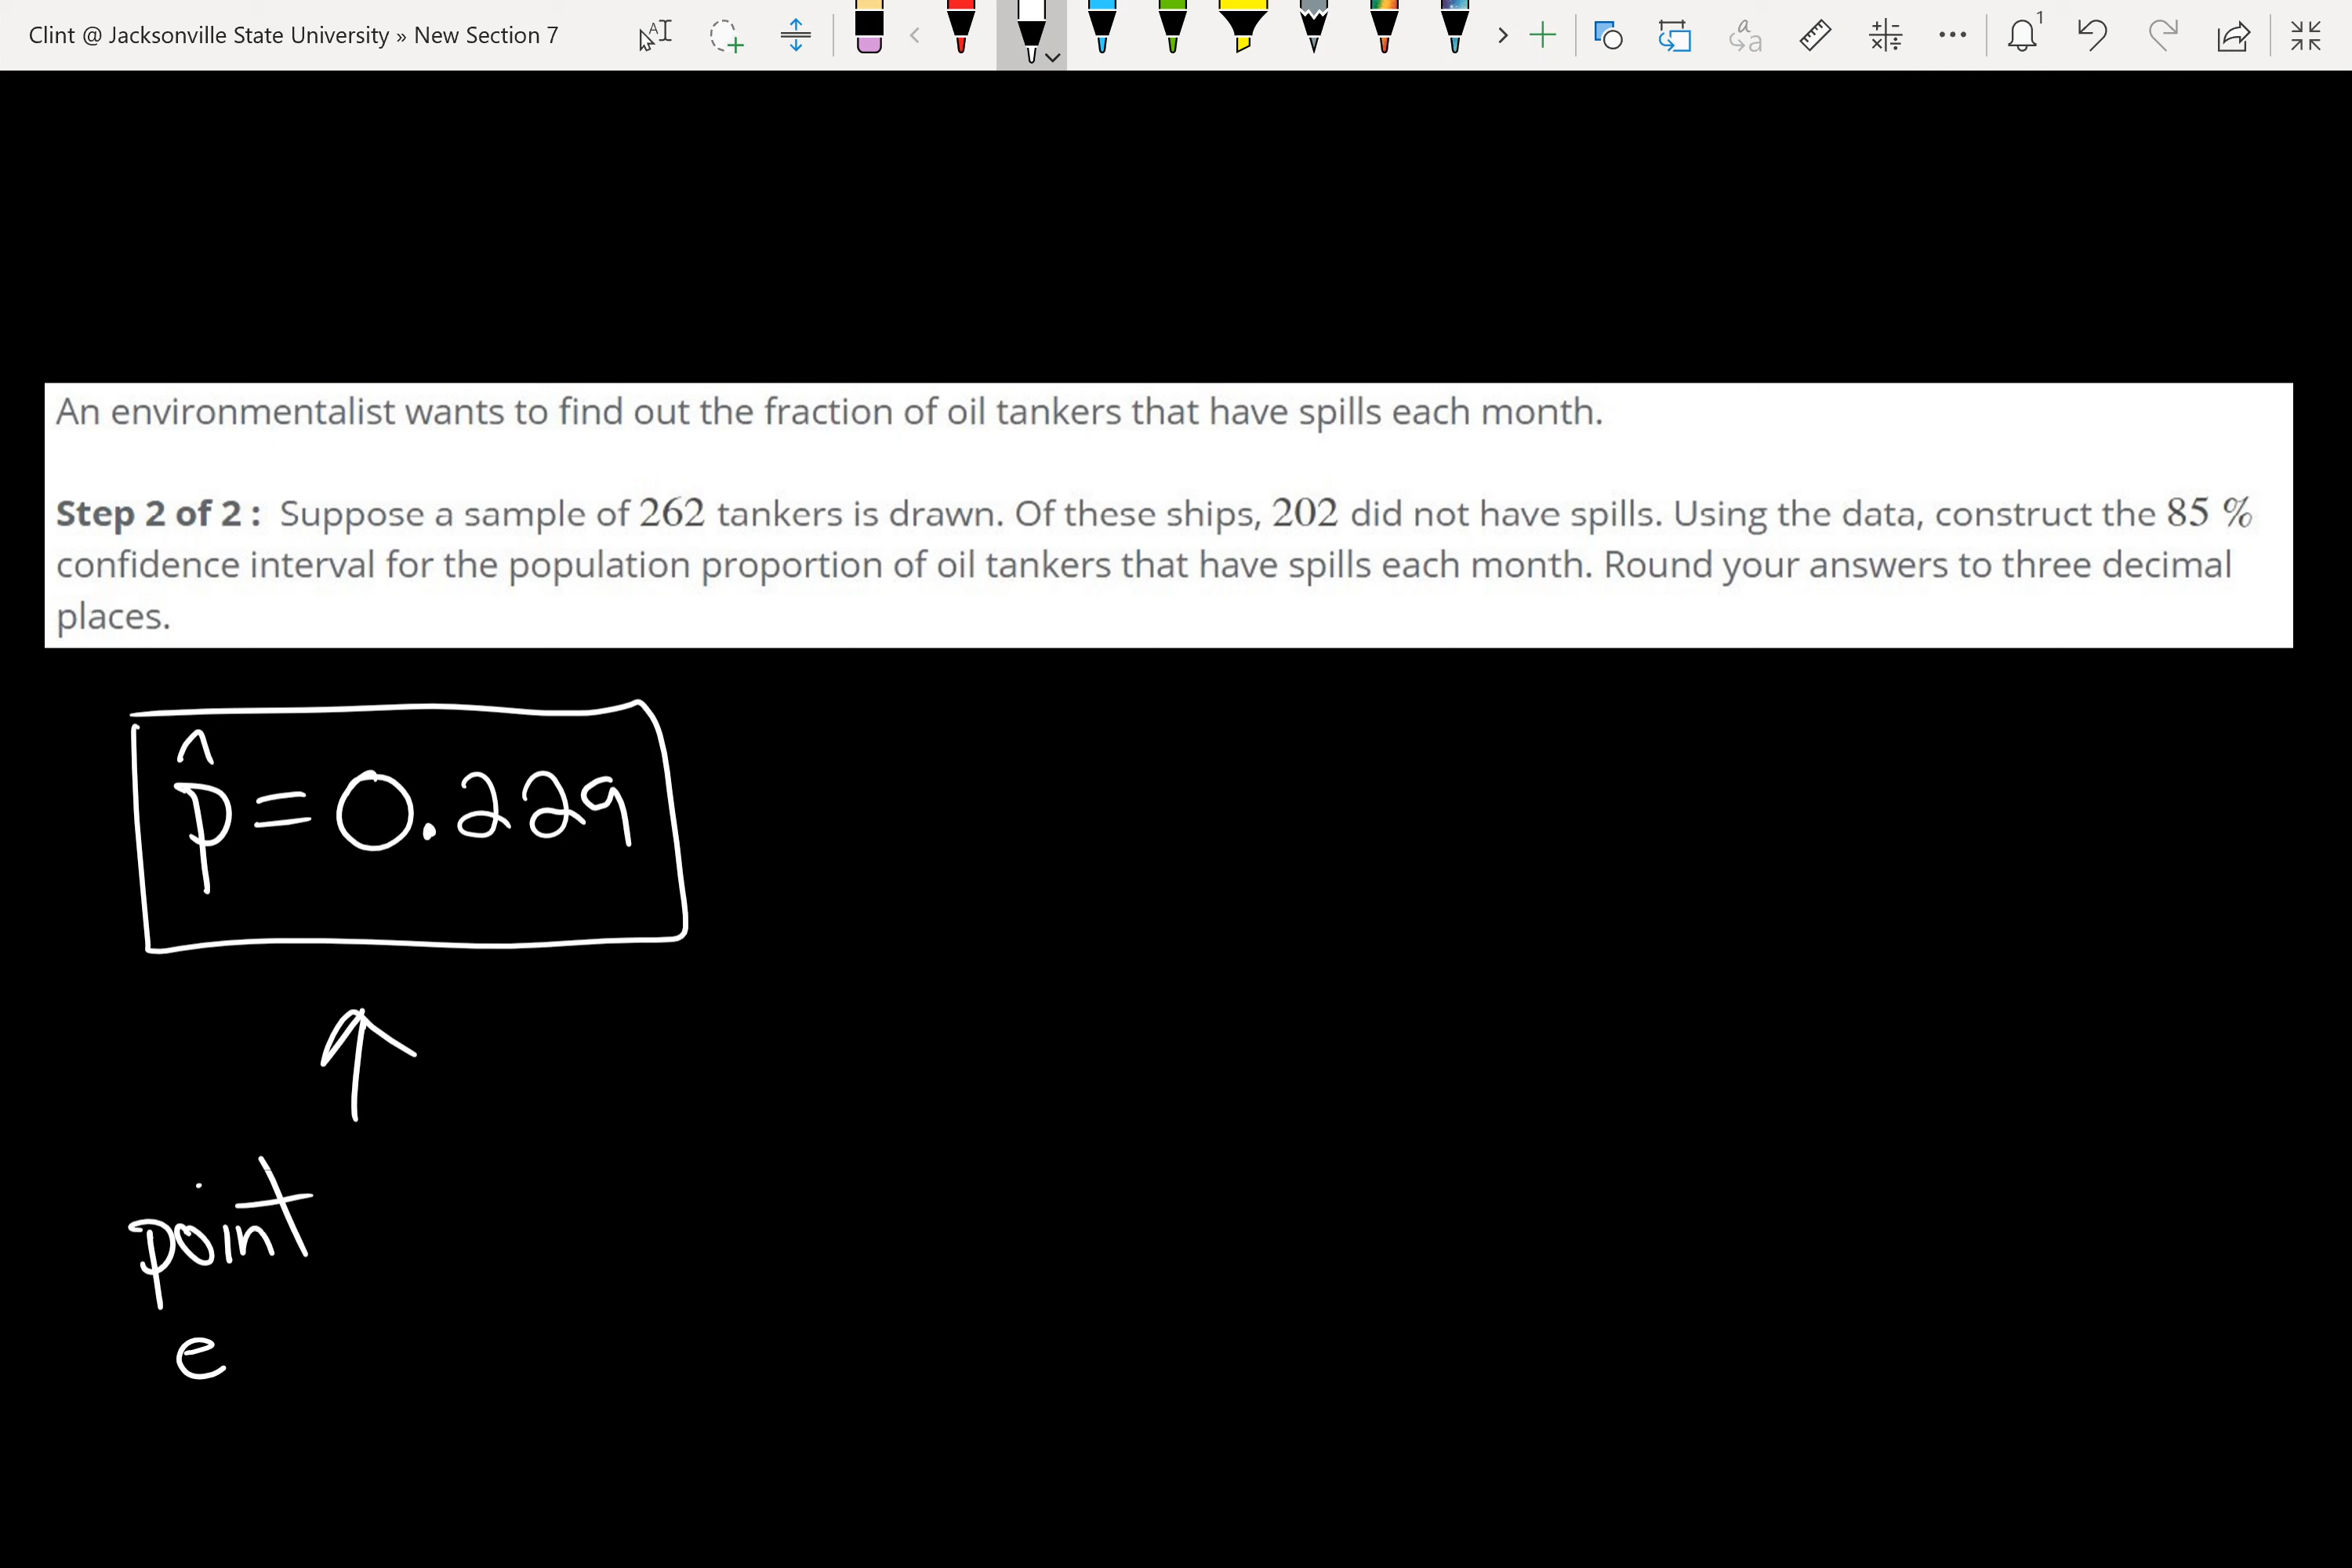 Clint @ Jacksonville State University » New Section 7
1
An environmentalist wants to find out the fraction of oil tankers that have spills each month.
Step 2 of 2 : Suppose a sample of 262 tankers is drawn. Of these ships, 202 did not have spills. Using the data, construct the 85 %
confidence interval for the population proportion of oil tankers that have spills each month. Round your answers to three decimal
places.
p̂ = 0.229
point
e